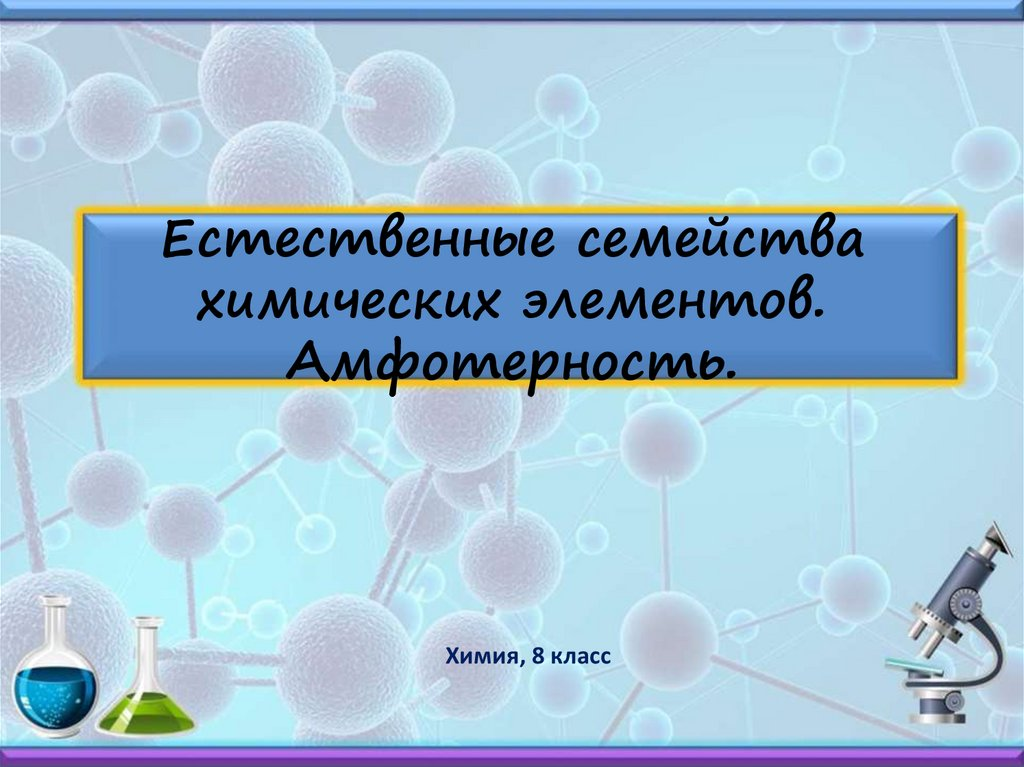 Естественные семейства
химических элементов.
Амфотерность.
Химия, 8 класс